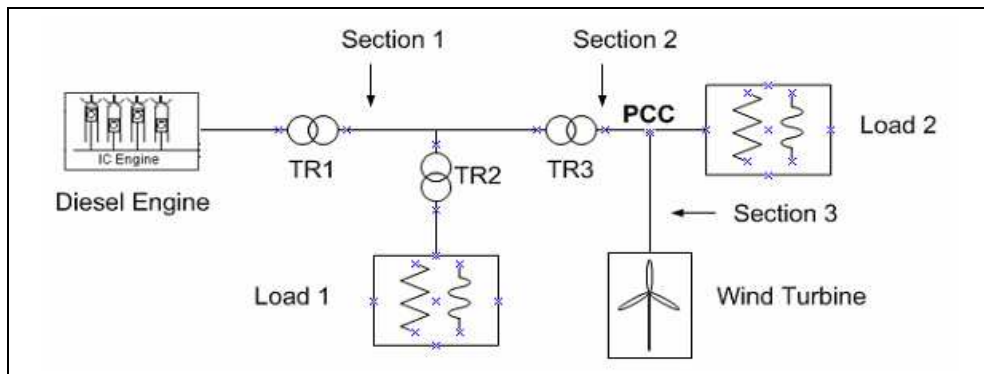 Section 1
Section 2
PCC
IC Engine
TR1
TR2
TR3
Load 2
Diesel Engine
Section 3
Load 1
Wind Turbine